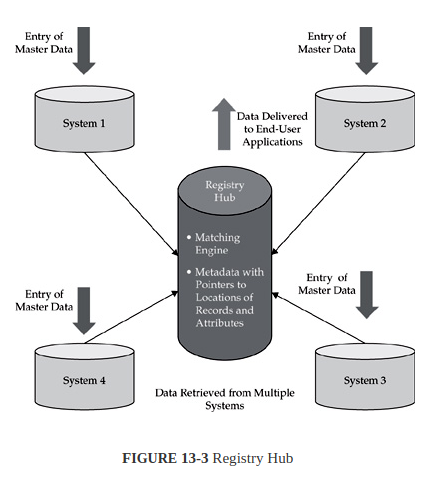 Entry of
Master Data
Entry of
Master Data
System 1
System 2
Data Delivered
to End-User
Applications
Registry
Hub
• Matching
Engine
• Metadata with
Pointers to
Locations of
Records and
Attributes
Entry of
Master Data
Entry of
Master Data
System 4
System 3
Data Retrieved from Multiple
Systems
FIGURE 13-3 Registry Hub